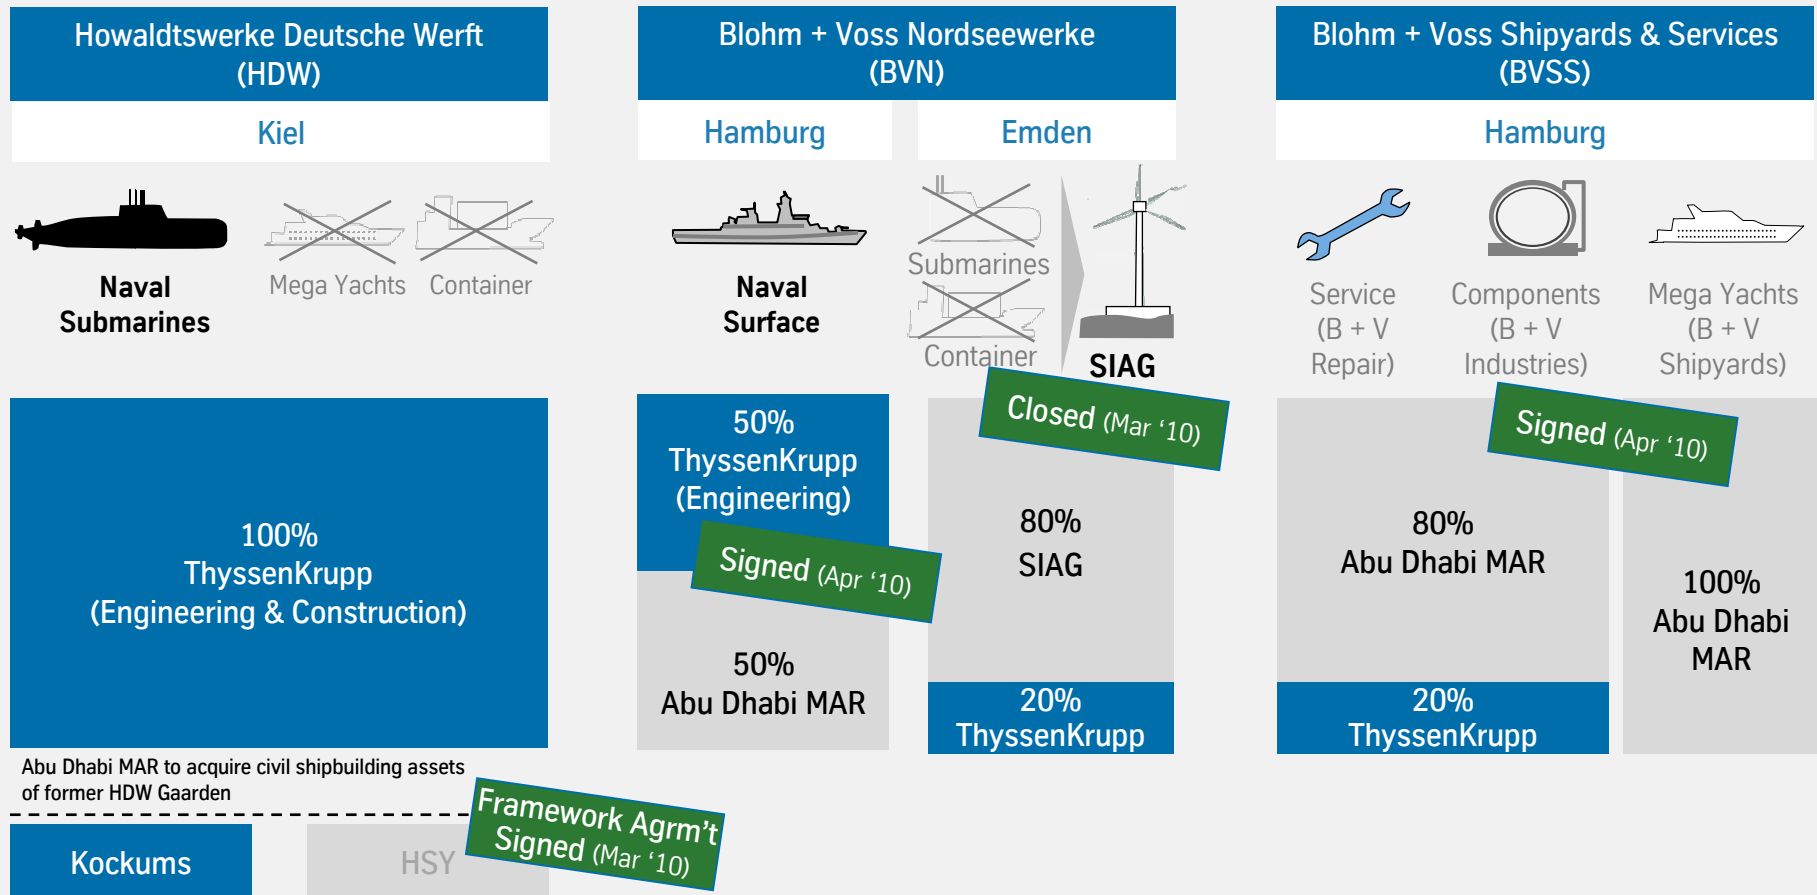 Howaldtswerke Deutsche Werft
(HDW)
Kiel
Naval
Submarines
Mega Yachts
Container
100%
ThyssenKrupp
(Engineering & Construction)
Abu Dhabi MAR to acquire civil shipbuilding assets
of former HDW Gaarden
Kockums
HSY
Framework Agrm’t
Signed (Mar ‘10)
Blohm + Voss Nordseewerke
(BVN)
Hamburg
Naval
Surface
50%
ThyssenKrupp
(Engineering)
Signed (Apr ‘10)
50%
Abu Dhabi MAR
Emden
Submarines
Container
SIAG
Closed (Mar ‘10)
80%
SIAG
20%
ThyssenKrupp
Blohm + Voss Shipyards & Services
(BVSS)
Hamburg
Service
(B + V
Repair)
Components
(B + V
Industries)
Mega Yachts
(B + V
Shipyards)
Signed (Apr ‘10)
80%
Abu Dhabi MAR
20%
ThyssenKrupp
100%
Abu Dhabi
MAR